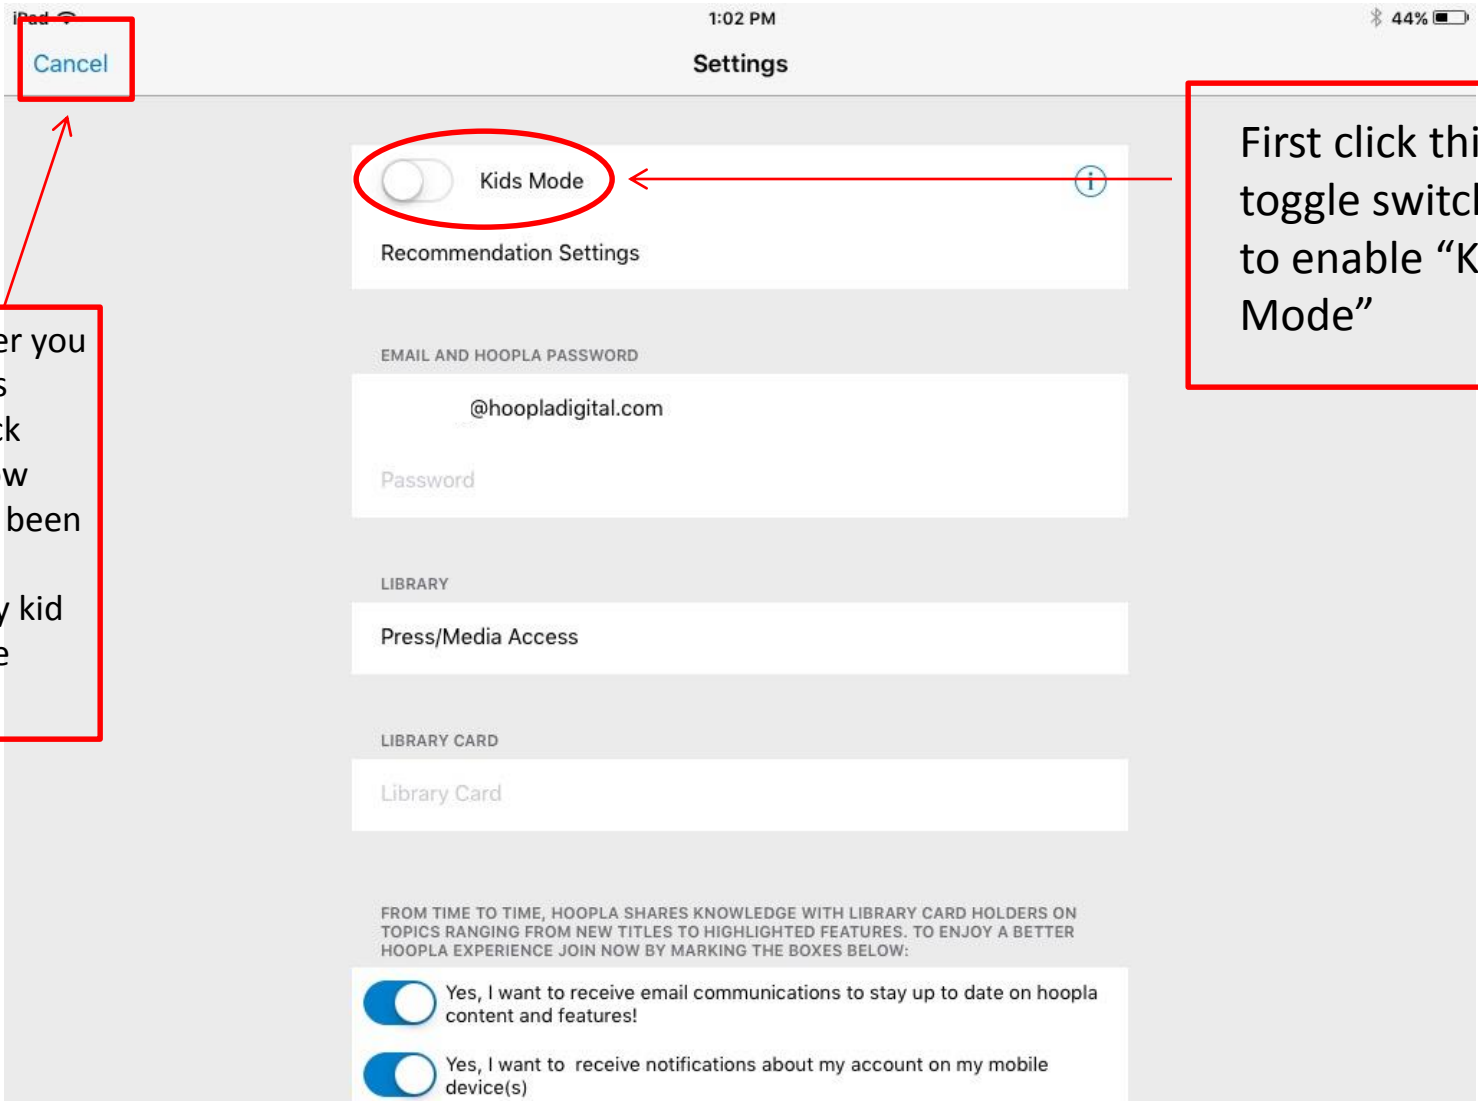 iPad
1:02 PM
44%
Cancel
Settings
Kids Mode
Recommendation Settings
First click
toggle
to enable
Mode”
you
been
kid
EMAIL AND HOOPLA PASSWORD
@hoopladigital.com
Password
LIBRARY
Press/Media Access
LIBRARY CARD
Library Card
FROM TIME TO TIME, HOOPLA SHARES KNOWLEDGE WITH LIBRARY CARD HOLDERS ON
TOPICS RANGING FROM NEW TITLES TO HIGHLIGHTED FEATURES. TO ENJOY A BETTER
HOOPLA EXPERIENCE JOIN NOW BY MARKING THE BOXES BELOW:
Yes, I want to receive email communications to stay up to date on hoopla
content and features!
Yes, I want to receive notifications about my account on my mobile
device(s)